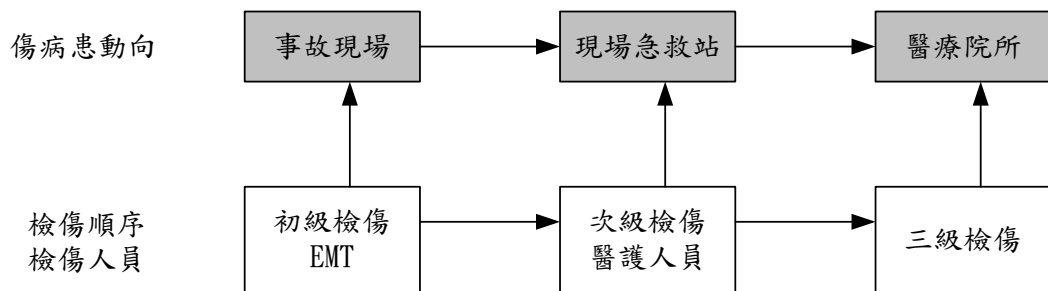 傷病患動向
事故現場
現場急救站
醫療院所
檢傷順序
檢傷人員
初級檢傷
EMT
次級檢傷
醫護人員
三級檢傷